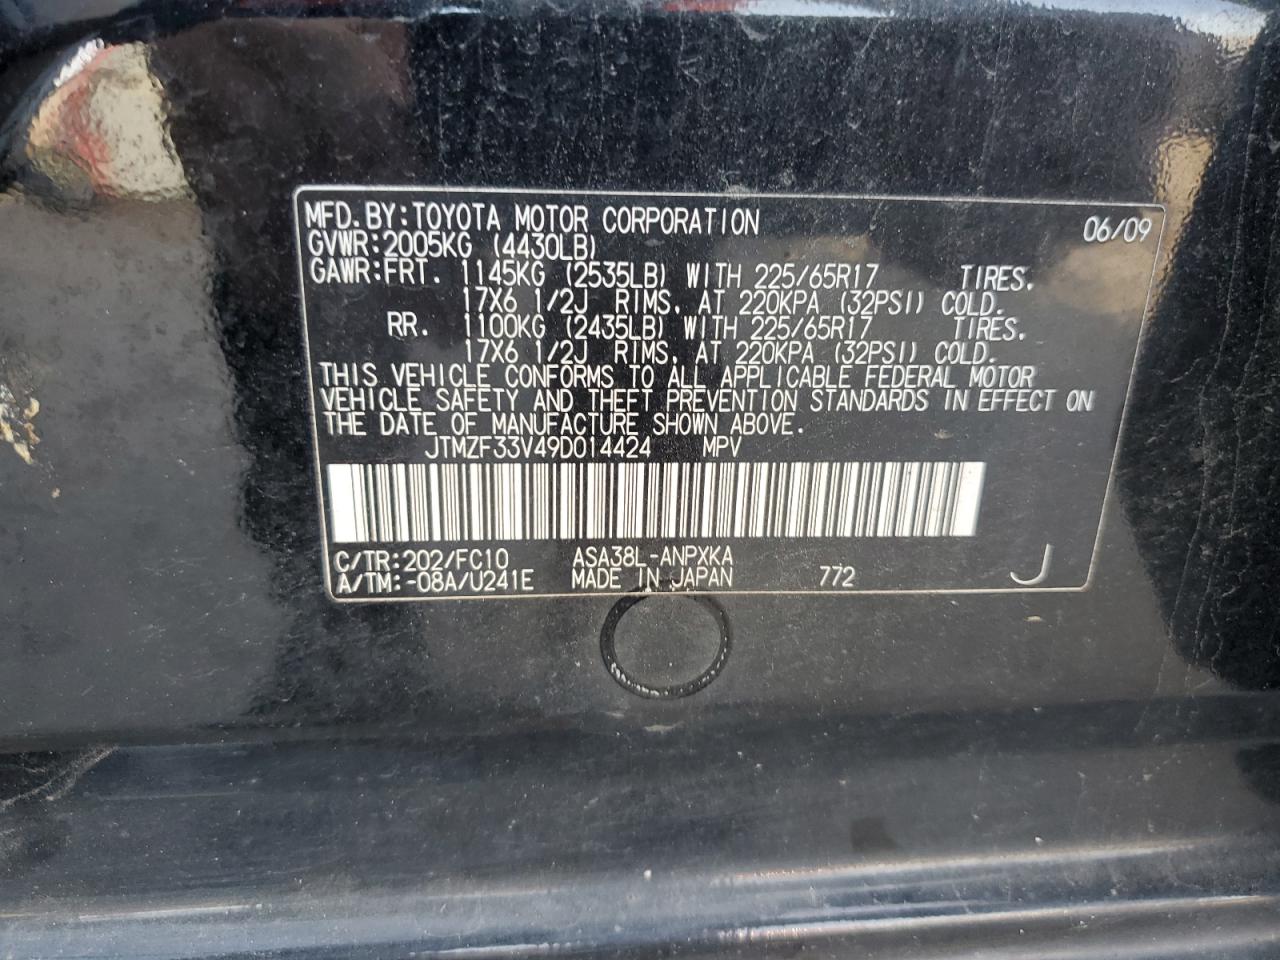 MFD.BY:TOYOTA MOTOR CORPORATION 06/09
GVWR:2005KG (4430LB)
GAWR:FRT. 1145KG (2535LB) WITH 225/65R17 TIRES.
17X6 1/2J RIMS, AT 220KPA (32PSI) COLD.
RR. 1100KG (2435LB) WITH 225/65R17 TIRES.
17X6 1/2J RIMS, AT 220KPA (32PSI) COLD.
THIS VEHICLE CONFORMS TO ALL APPLICABLE FEDERAL MOTOR
VEHICLE SAFETY AND THEFT PREVENTION STANDARDS IN EFFECT ON
THE DATE OF MANUFACTURE SHOWN ABOVE.
JTMZF33V49D014424 MPV
C/TR:202/FC10 ASA38L-ANPXKA
A/TM:-08A/U241E MADE IN JAPAN 772 J